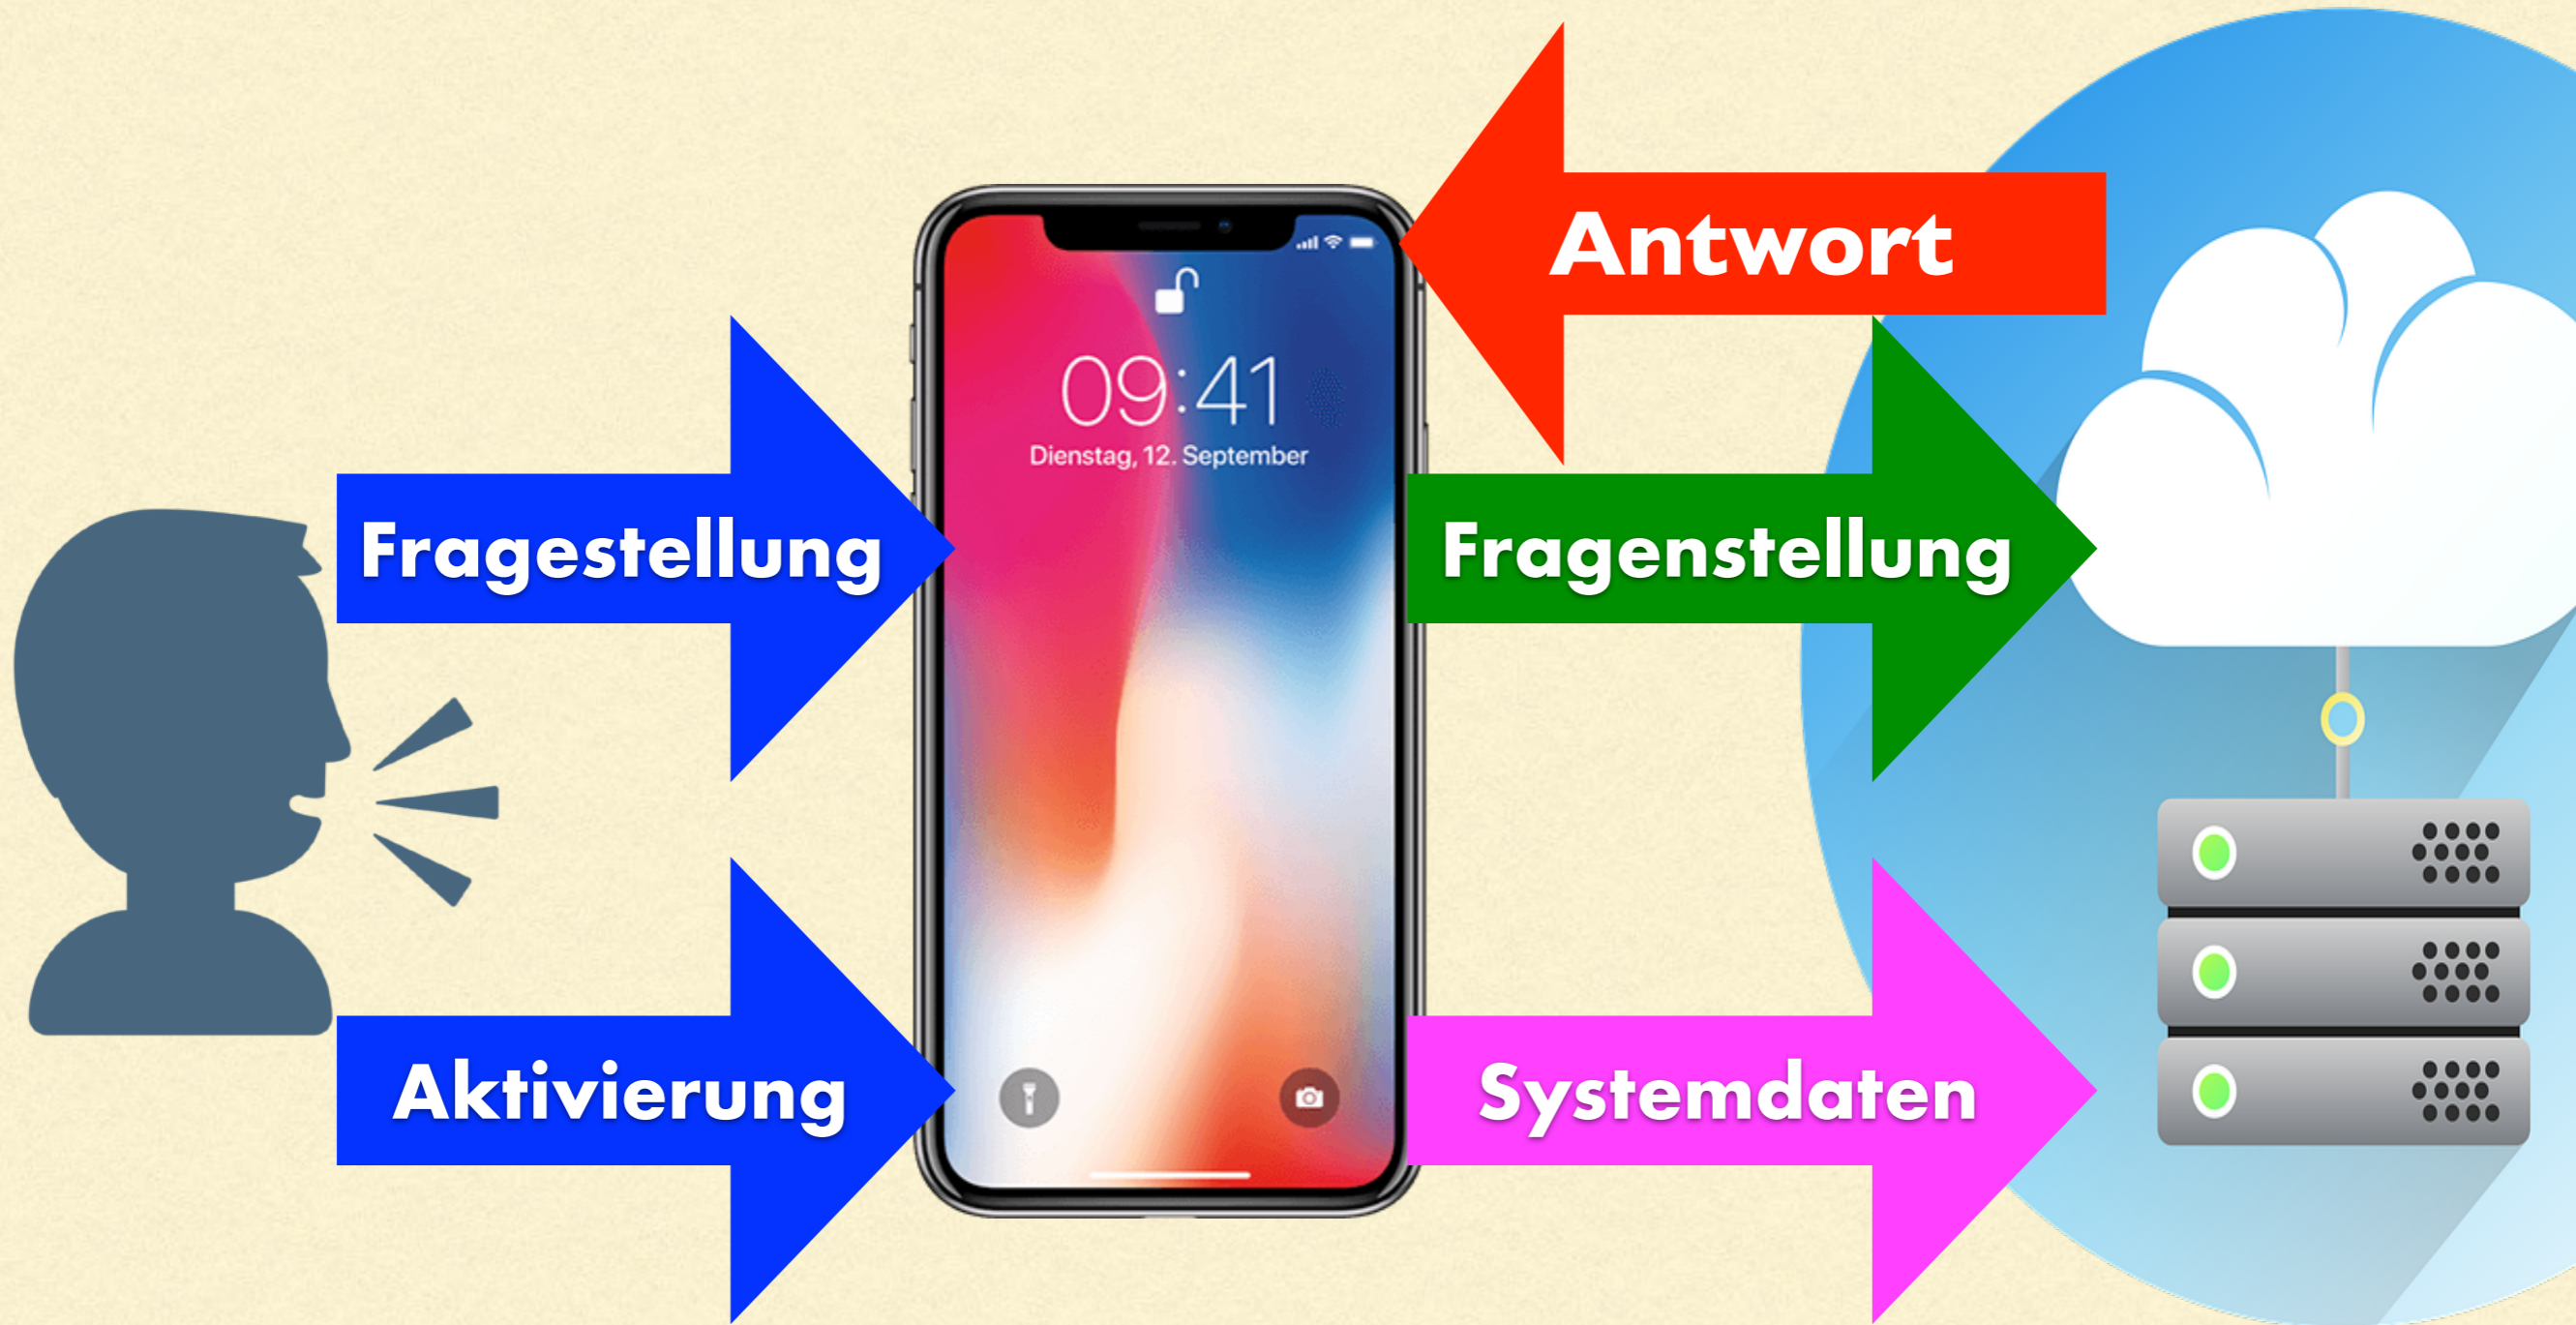 Antwort
09:41
Dienstag, 12. September
Fragestellung
Fragenstellung
Aktivierung
Systemdaten